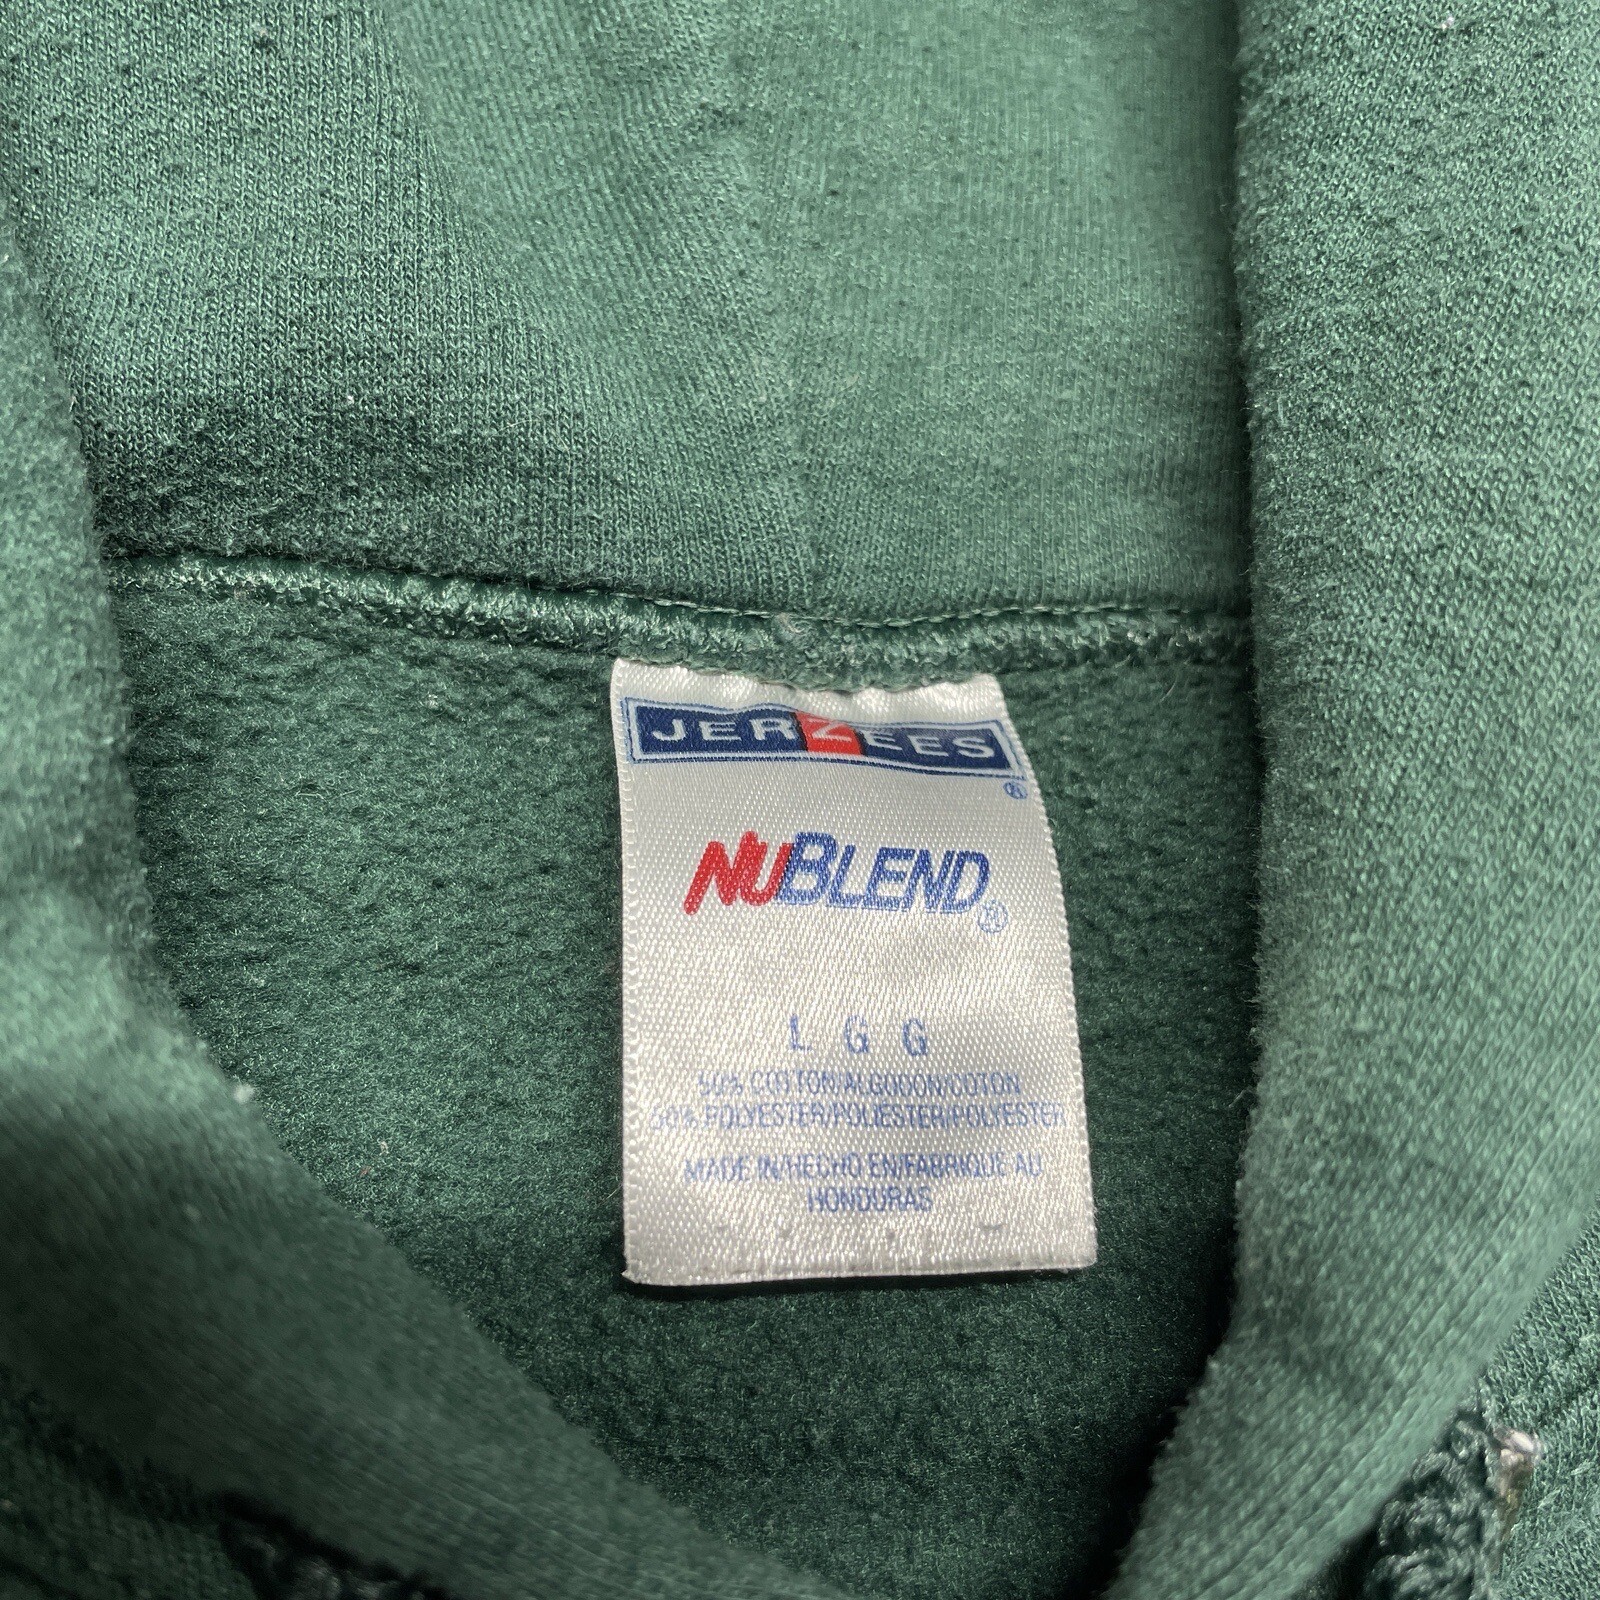 JERZEES®
NUBLEND®
L G G
50% COTTON/ALGODON/COTON
50% POLYESTER/POLIESTER/POLYESTER
MADE IN/HECHO EN/FABRIQUE AU
HONDURAS